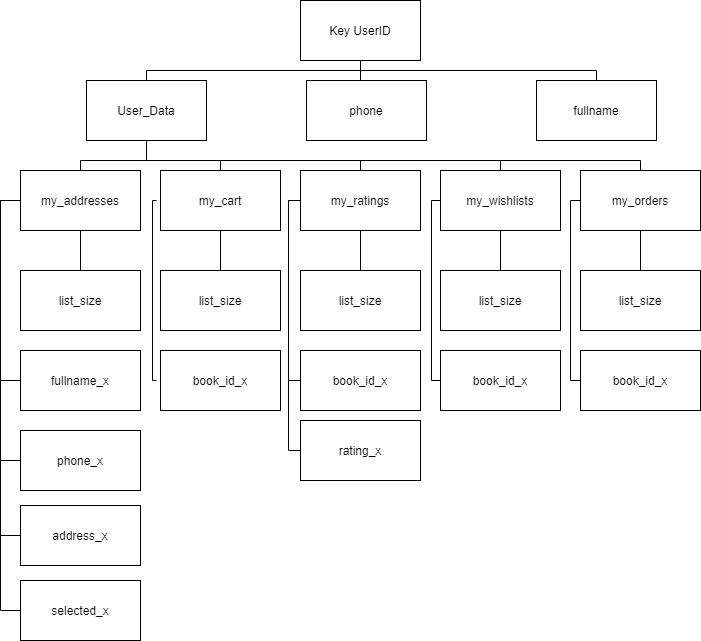 Key UserID
User_Data
phone
fullname
my_addresses
my_cart
my_ratings
my_wishlists
my_orders
list_size
list_size
list_size
list_size
list_size
fullname_x
book_id_x
book_id_x
book_id_x
book_id_x
phone_x
rating_x
address_x
selected_x